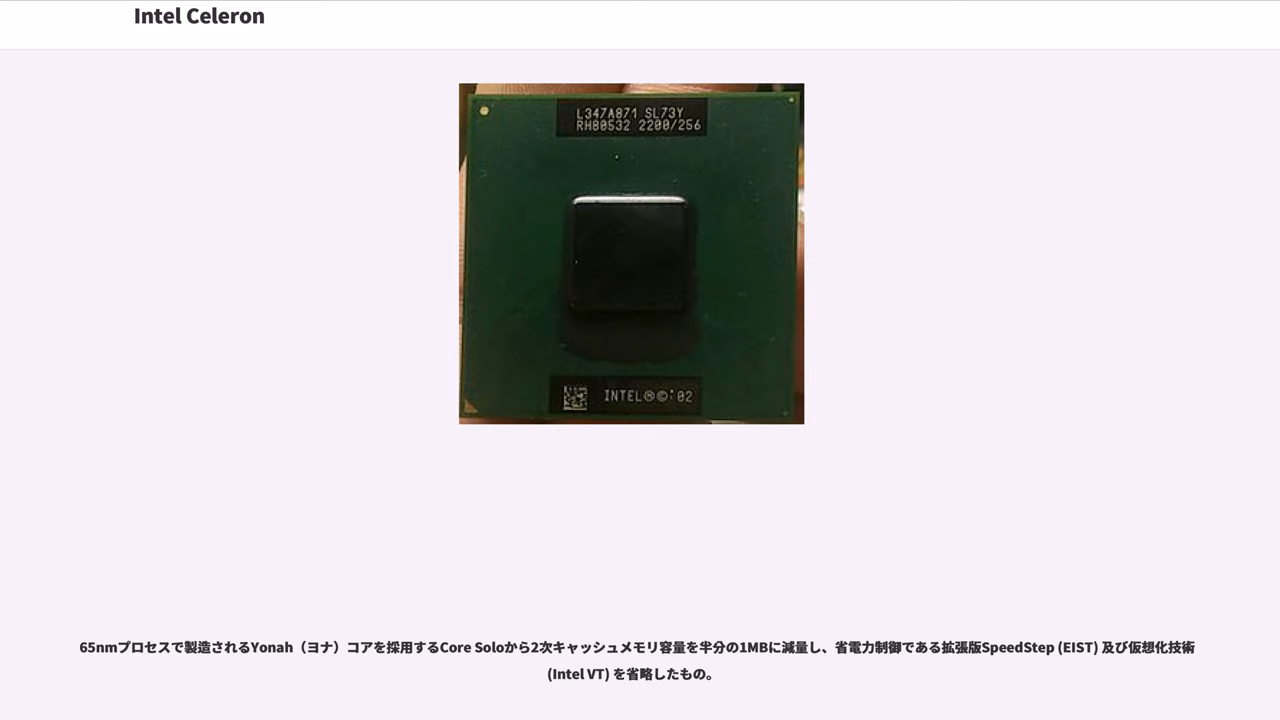 Intel Celeron
L347A871 SL73Y
RH80532 2200/256
INTEL®©'02
65nmプロセスで製造されるYonah（ヨナ）コアを採用するCore Soloから2次キャッシュメモリ容量を半分の1MBに減量し、省電力制御である拡張版SpeedStep (EIST) 及び仮想化技術
(Intel VT) を省略したもの。